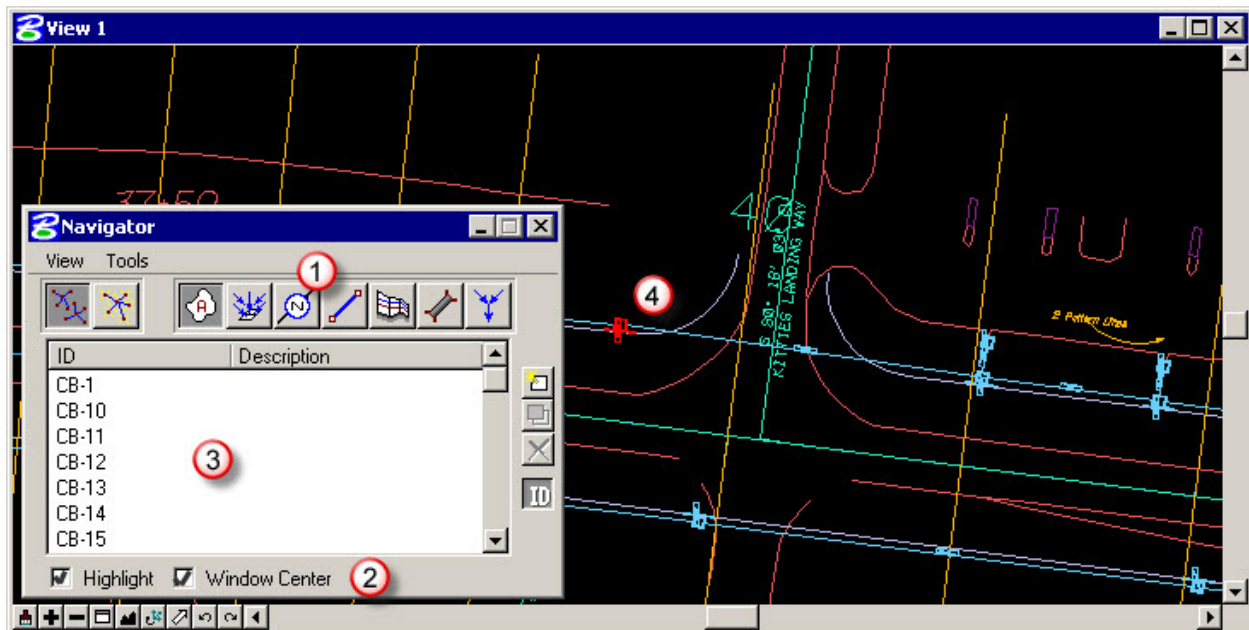 View 1
37+50
Navigator
View Tools
1
A
N
ID Description
CB-1
CB-10
CB-11
CB-12
CB-13
CB-14
CB-15
3
ID
Highlight Window Center
2
4
KITTIES LANDING WAY
2 Pattern Lines